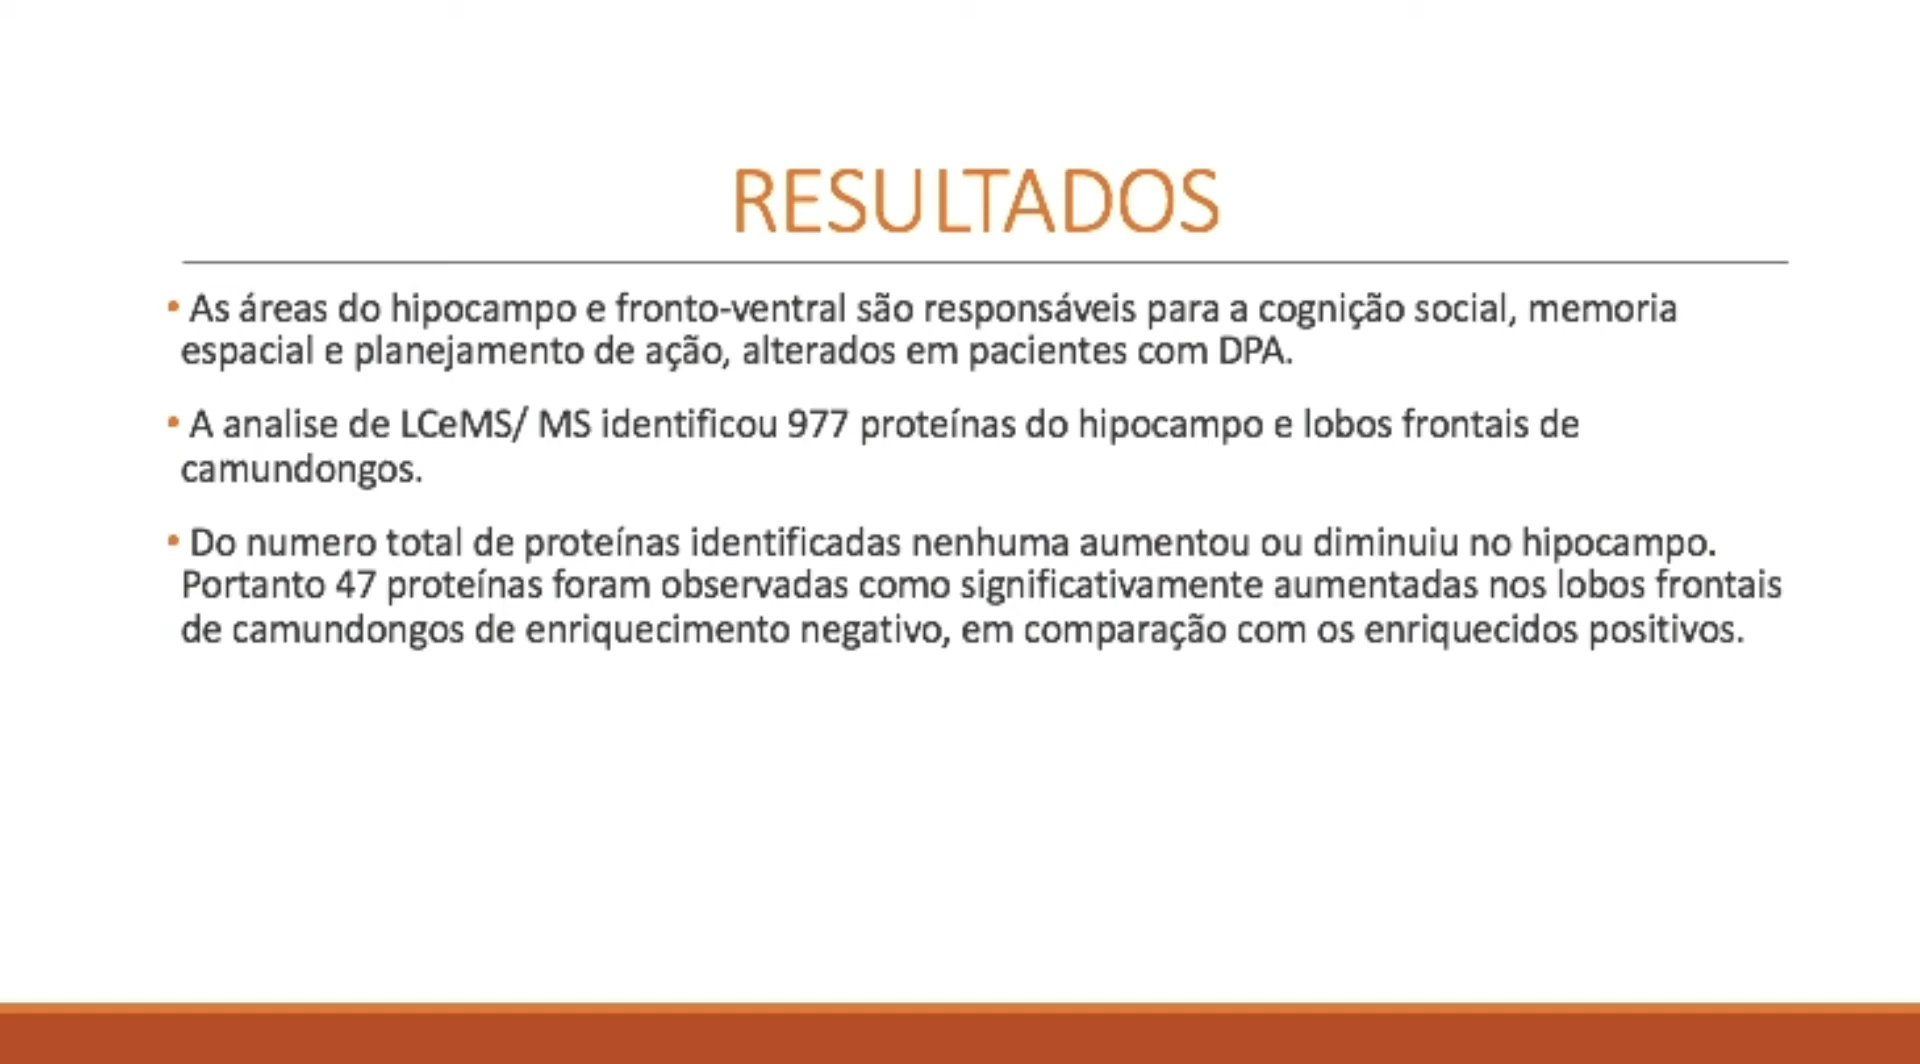 RESULTADOS
• As áreas do hipocampo e fronto-ventral são responsáveis para a cognição social, memoria
espacial e planejamento de ação, alterados em pacientes com DPA.
• A analise de LCeMS/ MS identificou 977 proteínas do hipocampo e lobos frontais de
camundongos.
• Do numero total de proteínas identificadas nenhuma aumentou ou diminuiu no hipocampo.
Portanto 47 proteínas foram observadas como significativamente aumentadas nos lobos frontais
de camundongos de enriquecimento negativo, em comparação com os enriquecidos positivos.